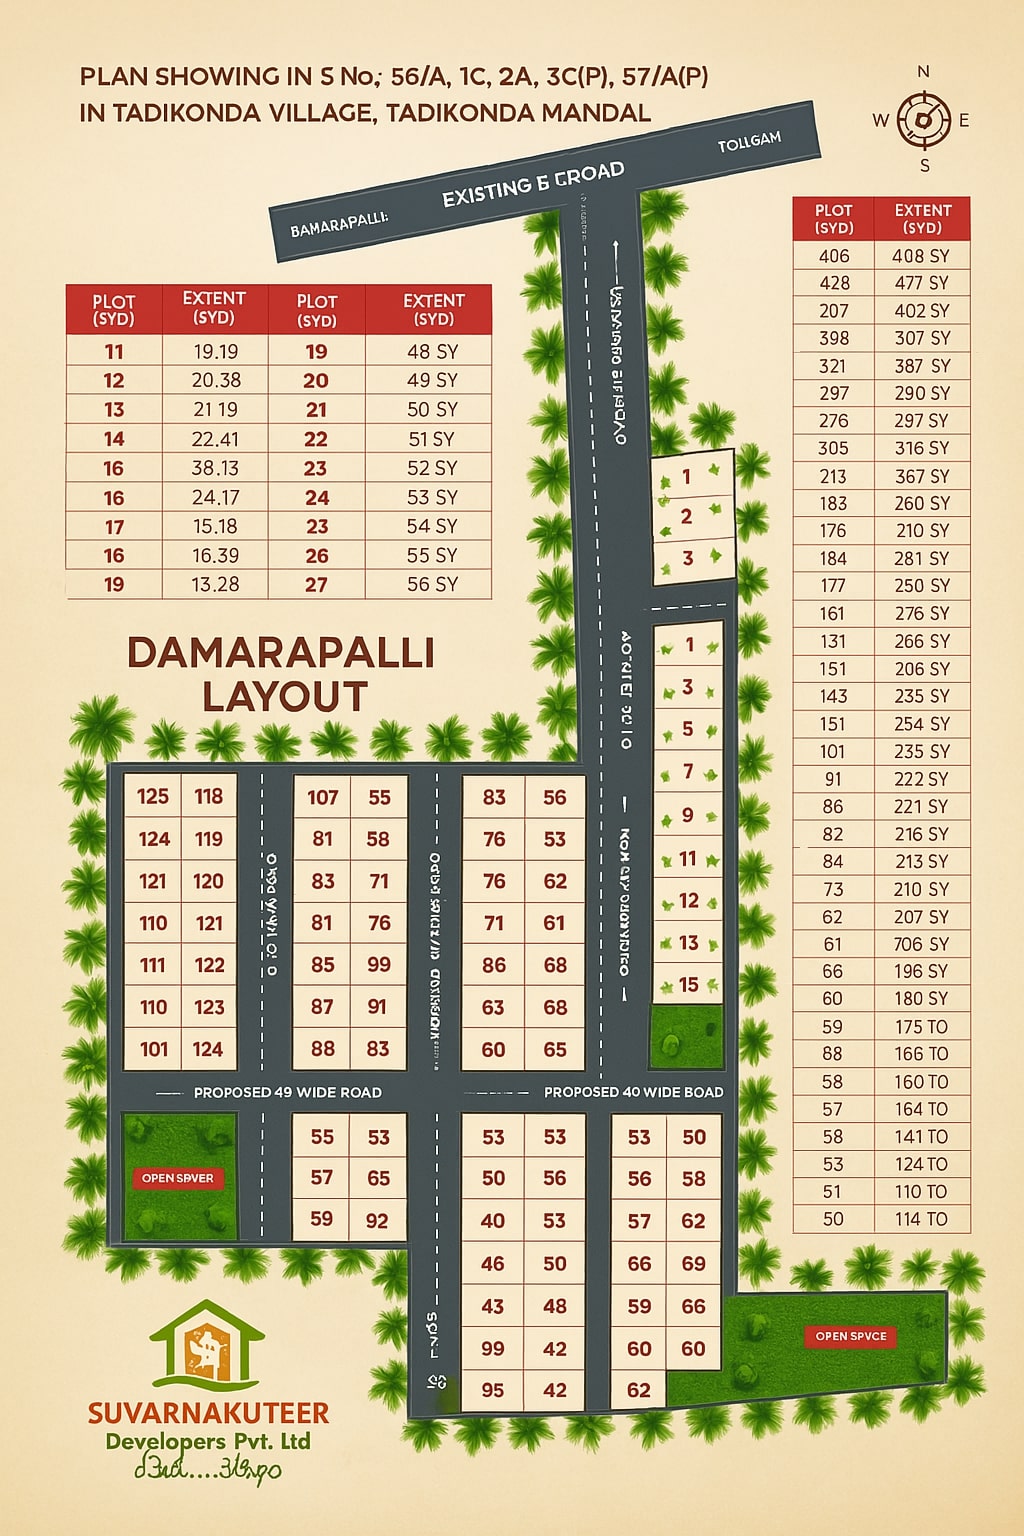 PLAN SHOWING IN S No; 56/A, 1C, 2A, 3C(P), 57/A(P)
IN TADIKONDA VILLAGE, TADIKONDA MANDAL
N
W E
S
TOLLGAM
EXISTING
BAMARAPALLI:
PLOT (SYD) EXTENT (SYD) PLOT (SYD) EXTENT (SYD)
11 19.19 19 48 SY
12 20.38 20 49 SY
13 21 19 21 50 SY
14 22.41 22 51 SY
16 38.13 23 52 SY
16 24.17 24 53 SY
17 15.18 23 54 SY
16 16.39 26 55 SY
19 13.28 27 56 SY
PLOT (SYD) EXTENT (SYD)
406 408 SY
428 477 SY
207 402 SY
398 307 SY
321 387 SY
297 290 SY
276 297 SY
305 316 SY
213 367 SY
183 260 SY
176 210 SY
184 281 SY
177 250 SY
161 276 SY
131 266 SY
151 206 SY
143 235 SY
151 254 SY
101 235 SY
91 222 SY
86 221 SY
82 216 SY
84 213 SY
73 210 SY
62 207 SY
61 706 SY
66 196 SY
60 180 SY
59 175 TO
88 166 TO
58 160 TO
57 164 TO
58 141 TO
53 124 TO
51 110 TO
50 114 TO
DAMARAPALLI
LAYOUT
1
2
3
1
3
5
7
9
11
12
13
15
125 118 107 55 83 56
124 119 81 58 76 53
121 120 83 71 76 62
110 121 81 76 71 61
111 122 85 99 86 68
110 123 87 91 63 68
101 124 88 83 60 65
PROPOSED 49 WIDE ROAD
PROPOSED 40 WIDE BOAD
OPEN SPVER
55 53 53 53 53 50
57 65 50 56 56 58
59 92 40 53 57 62
46 50 66 69
43 48 59 66
99 42 60 60
95 42 62
OPEN SPVCE
SUVARNAKUTEER
Developers Pvt. Ltd